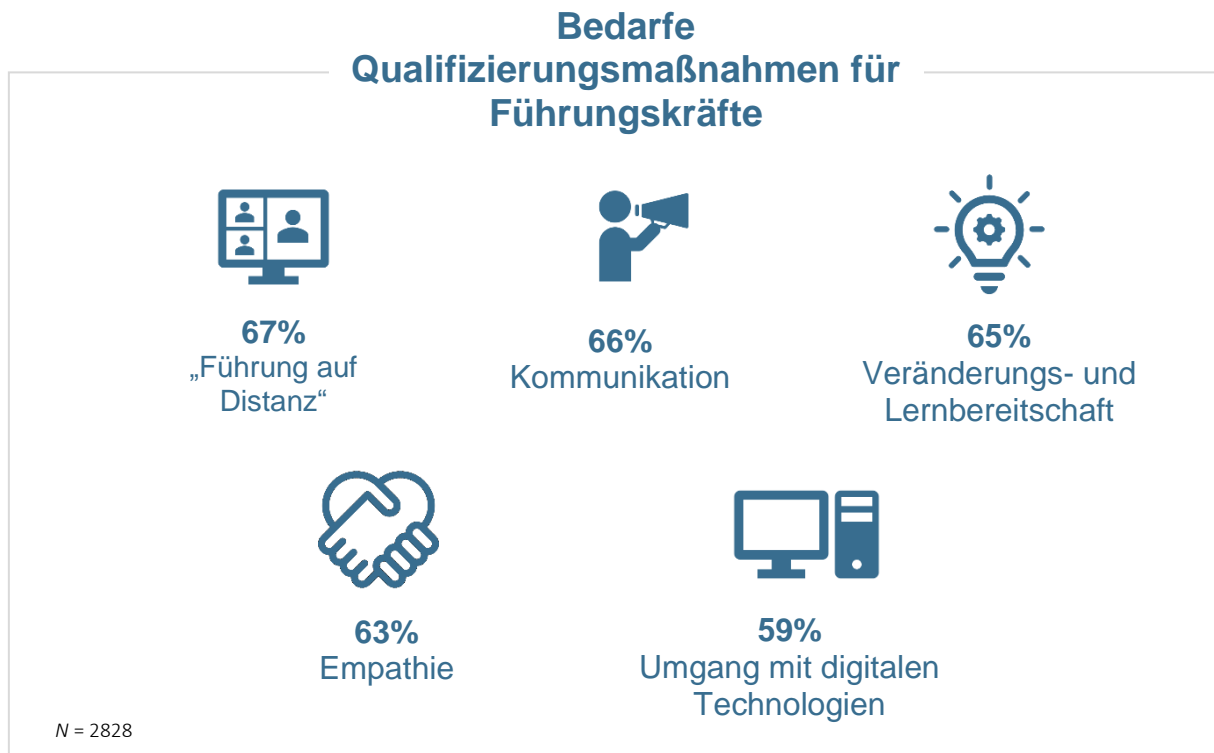 Bedarfe
Qualifizierungsmaßnahmen für
Führungskräfte
67%
„Führung auf
Distanz“
66%
Kommunikation
65%
Veränderungs- und
Lernbereitschaft
63%
Empathie
59%
Umgang mit digitalen
Technologien
N = 2828